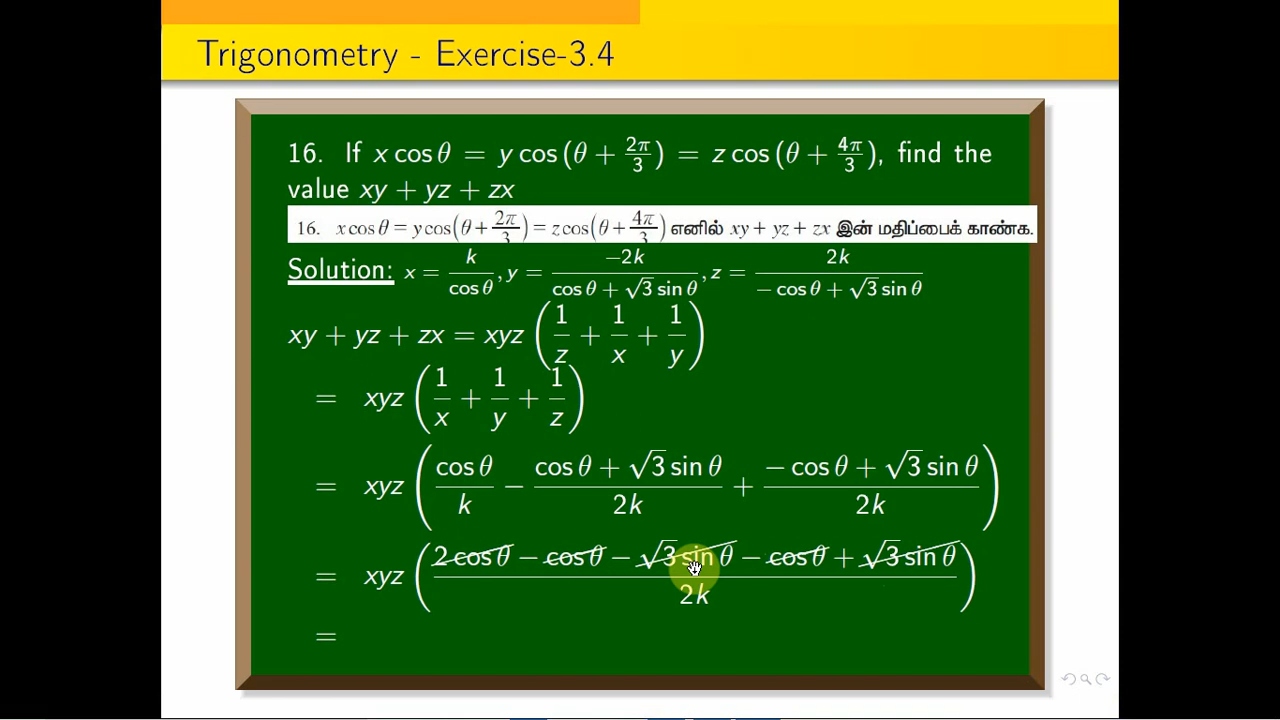 Trigonometry - Exercise-3.4
16. If x cos θ = y cos (θ + 2π/3) = z cos (θ + 4π/3), find the
value xy + yz + zx
16. x cos θ = y cos(θ + 2π/3) = z cos(θ + 4π/3) எனில் xy + yz + zx இன் மதிப்பைக் காண்க.
Solution: x = k/cos θ, y = −2k/(cos θ + √3 sin θ), z = 2k/(− cos θ + √3 sin θ)
xy + yz + zx = xyz (1/z + 1/x + 1/y)
= xyz (1/x + 1/y + 1/z)
= xyz (cos θ/k − (cos θ + √3 sin θ)/2k + (− cos θ + √3 sin θ)/2k)
= xyz ((2 cos θ − cos θ − √3 sin θ − cos θ + √3 sin θ)/2k)
=